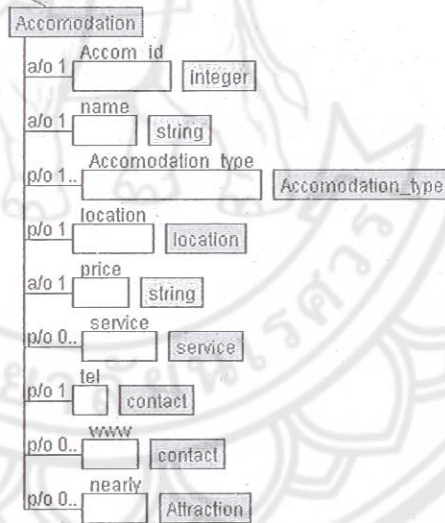 Accomodation
Accom_id
a/o 1 integer
name
a/o 1 string
Accomodation_type
p/o 1.. Accomodation_type
location
p/o 1 location
price
a/o 1 string
service
p/o 0.. service
tel
p/o 1 contact
www
p/o 0.. contact
nearly
p/o 0.. Attraction